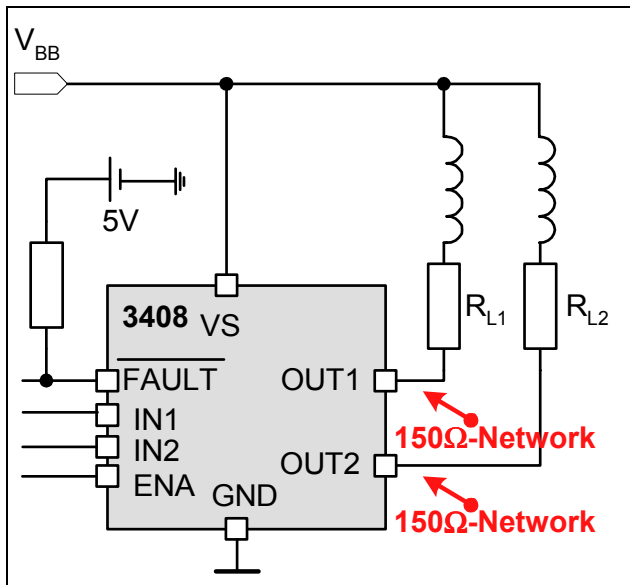 V_BB
5V
3408 VS
FAULT
OUT1
IN1
IN2
ENA
OUT2
GND
R_L1
R_L2
150Ω-Network
150Ω-Network